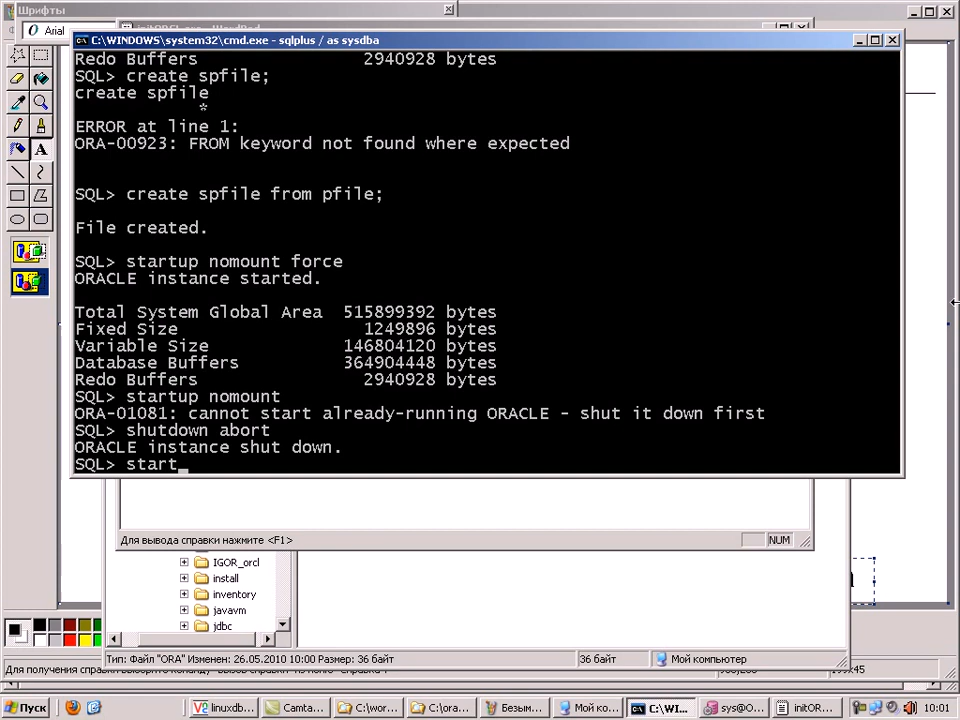 Шрифты
Arial
C:\WINDOWS\system32\cmd.exe - sqlplus / as sysdba
Redo Buffers 2940928 bytes
SQL> create spfile;
create spfile
*
ERROR at line 1:
ORA-00923: FROM keyword not found where expected
SQL> create spfile from pfile;
File created.
SQL> startup nomount force
ORACLE instance started.
Total System Global Area 515899392 bytes
Fixed Size 1249896 bytes
Variable Size 146804120 bytes
Database Buffers 364904448 bytes
Redo Buffers 2940928 bytes
SQL> startup nomount
ORA-01081: cannot start already-running ORACLE - shut it down first
SQL> shutdown abort
ORACLE instance shut down.
SQL> start_
Для вывода справки нажмите <F1>
NUM
IGOR_orcl
install
inventory
javavm
jdbc
Тип: Файл "ORA" Изменен: 26.05.2010 10:00 Размер: 36 байт
36 байт
Мой компьютер
Для получения справки
Пуск
linuxdb...
Camta...
C:\wor...
C:\ora...
Безым...
Мой ко...
C:\WI...
sys@O...
initOR...
10:01